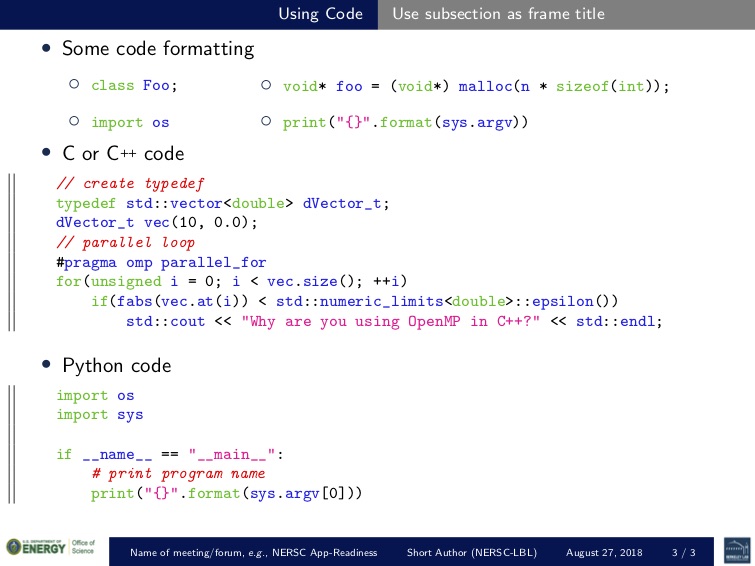 Using Code Use subsection as frame title
• Some code formatting
○ class Foo; ○ void* foo = (void*) malloc(n * sizeof(int));
○ import os ○ print("{}".format(sys.argv))
• C or C++ code
// create typedef
typedef std::vector<double> dVector_t;
dVector_t vec(10, 0.0);
// parallel loop
#pragma omp parallel_for
for(unsigned i = 0; i < vec.size(); ++i)
    if(fabs(vec.at(i)) < std::numeric_limits<double>::epsilon())
        std::cout << "Why are you using OpenMP in C++?" << std::endl;
• Python code
import os
import sys
if __name__ == "__main__":
    # print program name
    print("{}".format(sys.argv[0]))
U.S. DEPARTMENT OF
ENERGY
Office of
Science
Name of meeting/forum, e.g., NERSC App-Readiness Short Author (NERSC-LBL) August 27, 2018 3 / 3
BERKELEY LAB